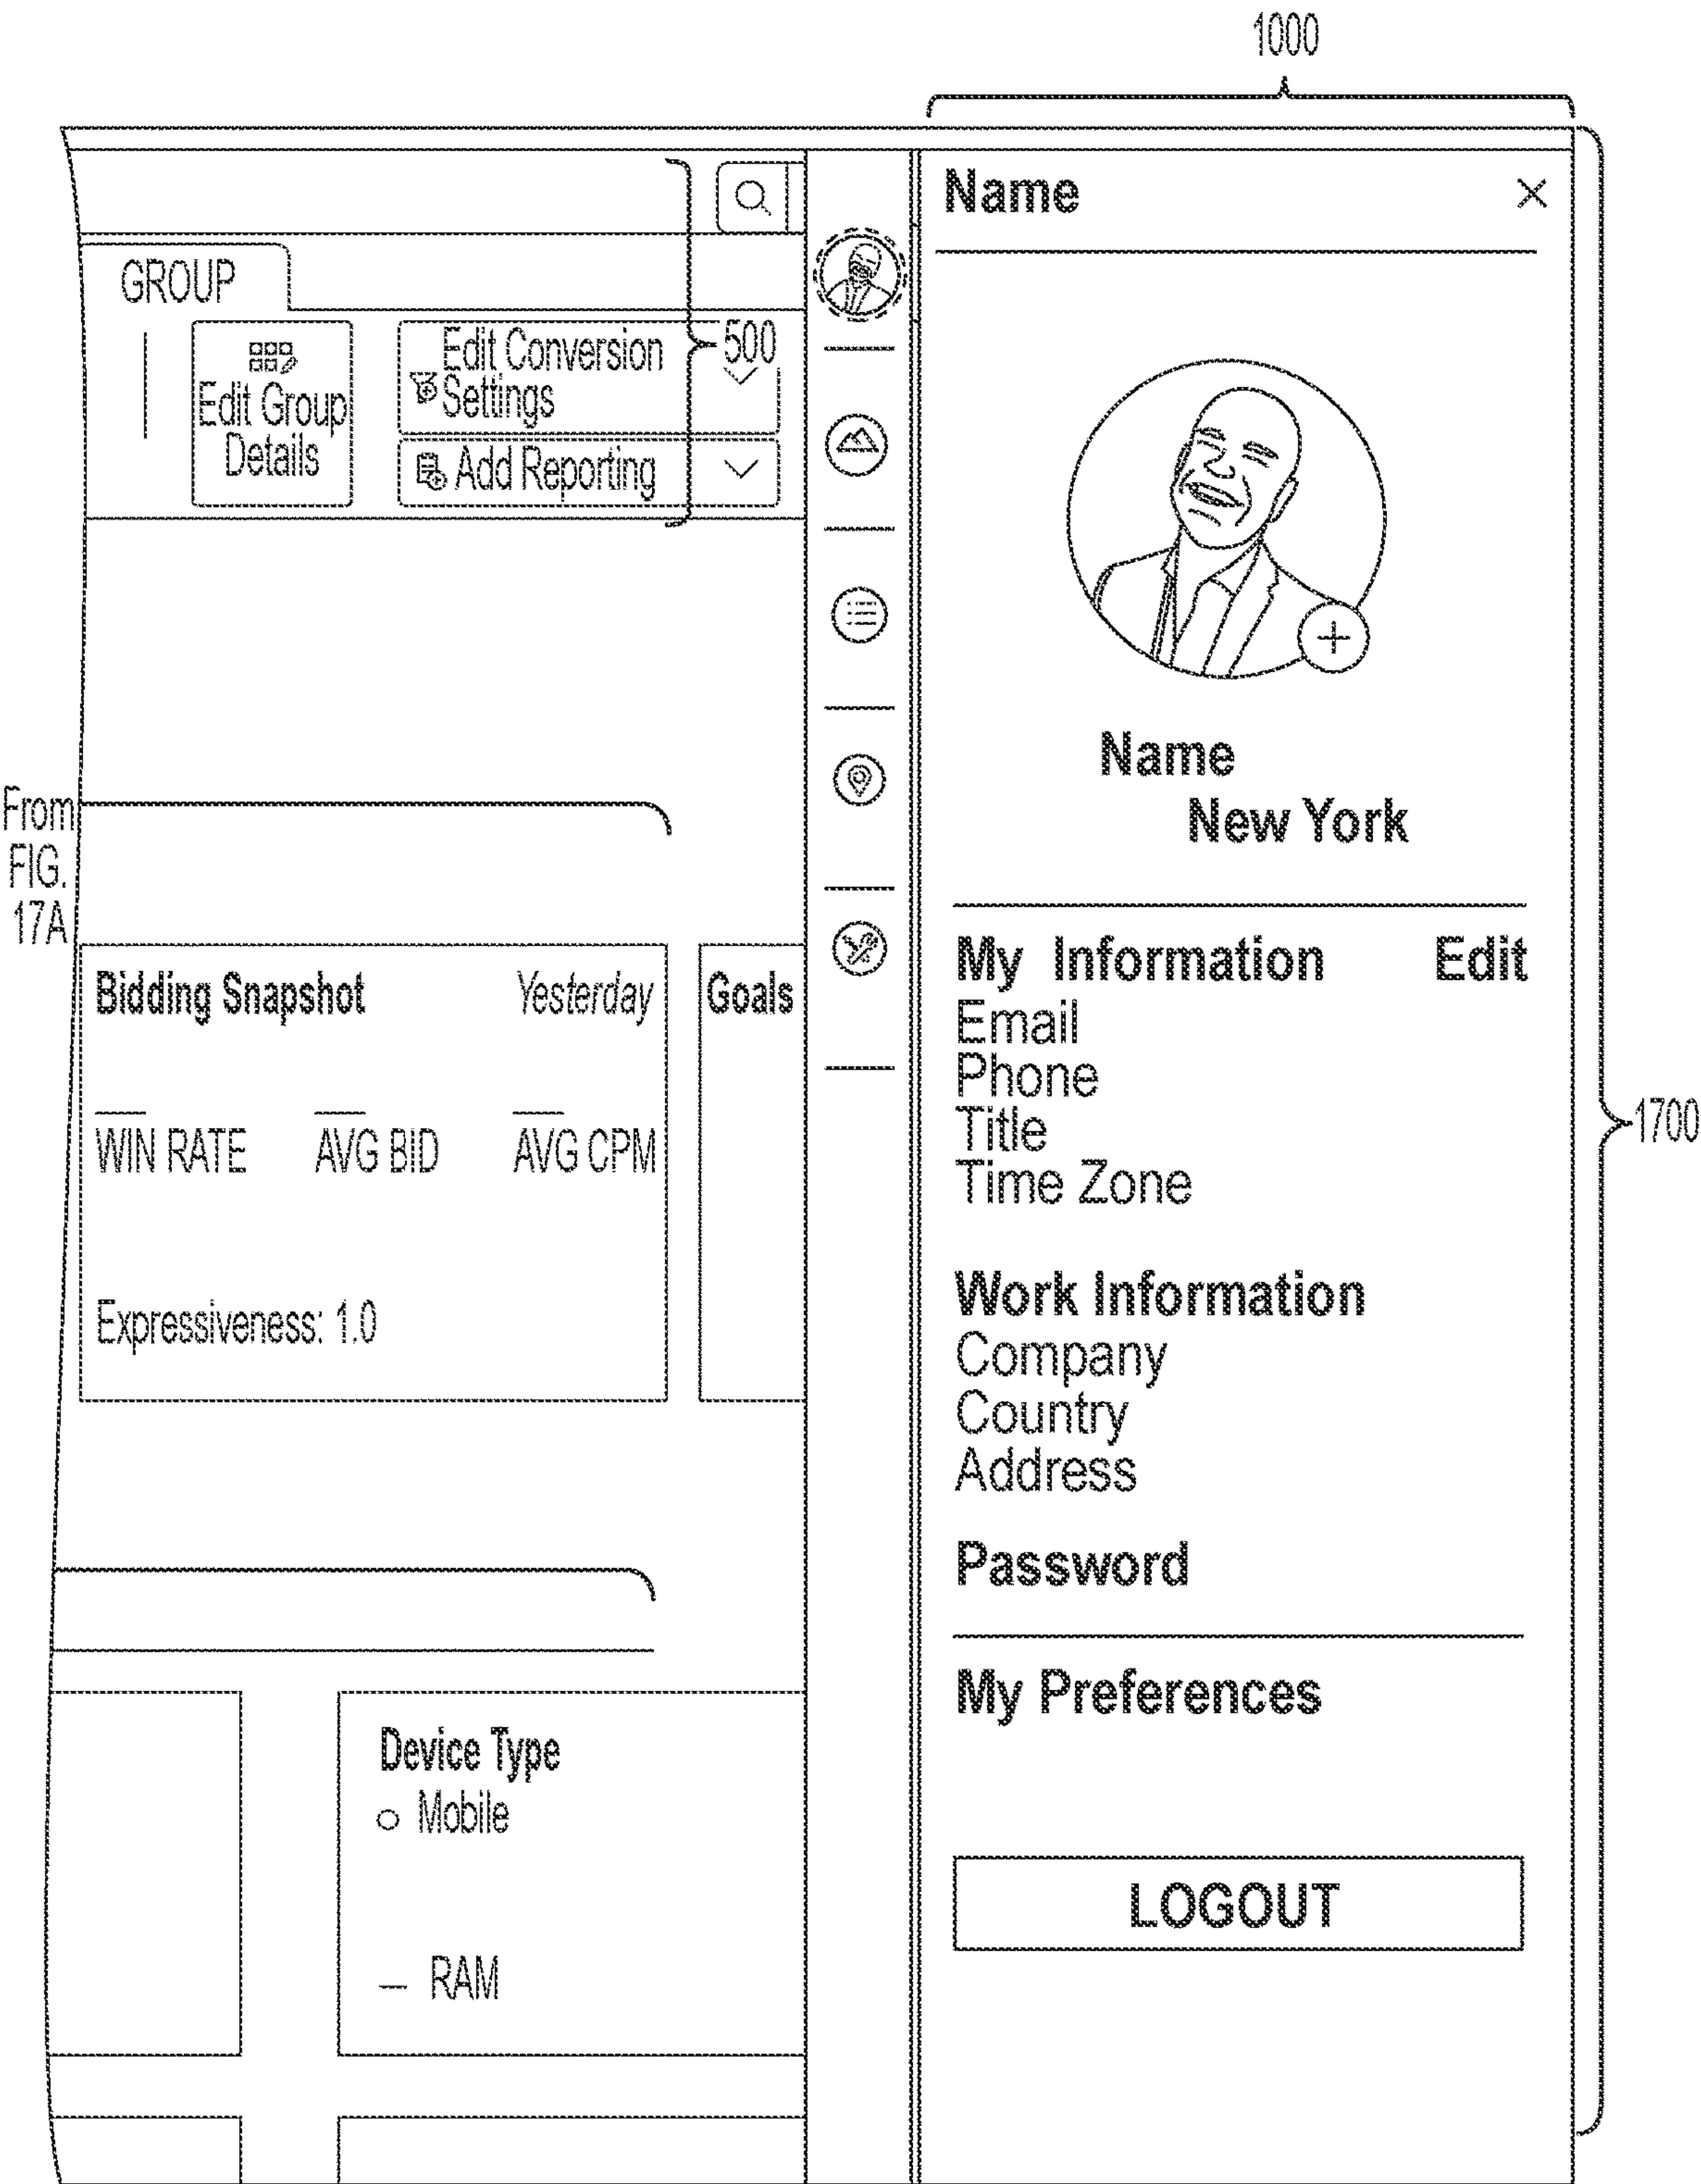 1000
Name
GROUP
Edit Group
Details
Edit Conversion
Settings
Add Reporting
500
Name
New York
From
FIG.
17A
My Information Edit
Email
Phone
Title
Time Zone
Bidding Snapshot Yesterday
WIN RATE AVG BID AVG CPM
Expressiveness: 1.0
Goals
1700
Work Information
Company
Country
Address
Password
My Preferences
Device Type
Mobile
RAM
LOGOUT